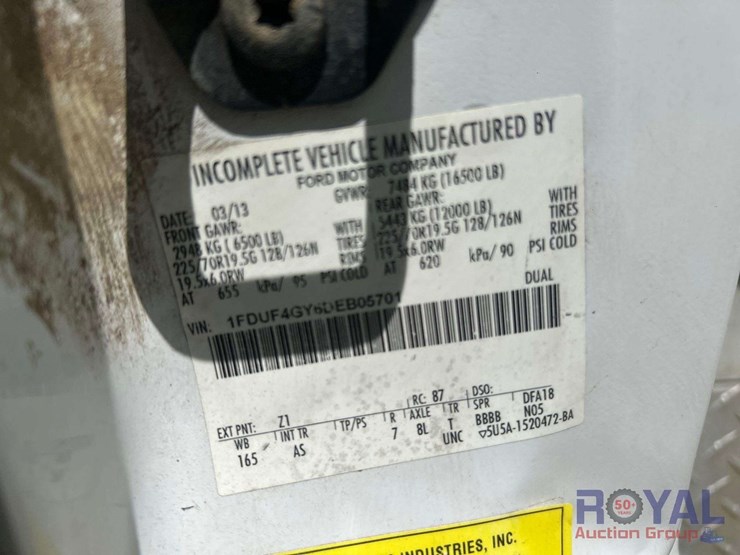 INCOMPLETE VEHICLE MANUFACTURED BY
FORD MOTOR COMPANY
DATE: 03/13 GVWR: 7484 KG (16500 LB)
FRONT GAWR: REAR GAWR:
2948 KG ( 6500 LB) WITH 5443 KG (12000 LB) WITH
225/70R19.5G 128/126N TIRES 225/70R19.5G 128/126N TIRES
19.5x6.0RW RIMS 19.5x6.0RW RIMS
AT 655 kPa/ 95 PSI COLD AT 620 kPa/ 90 PSI COLD
DUAL
VIN: 1FDUF4GY6DEB05701
EXT PNT: Z1 RC: 87 DSO:
WB INT TR TP/PS R AXLE TR SPR DFA18
165 AS 7 8L T BBBB N05
UNC ▽5U5A-1520472-BA
INDUSTRIES, INC.
50+
YEARS
ROYAL
Auction Group